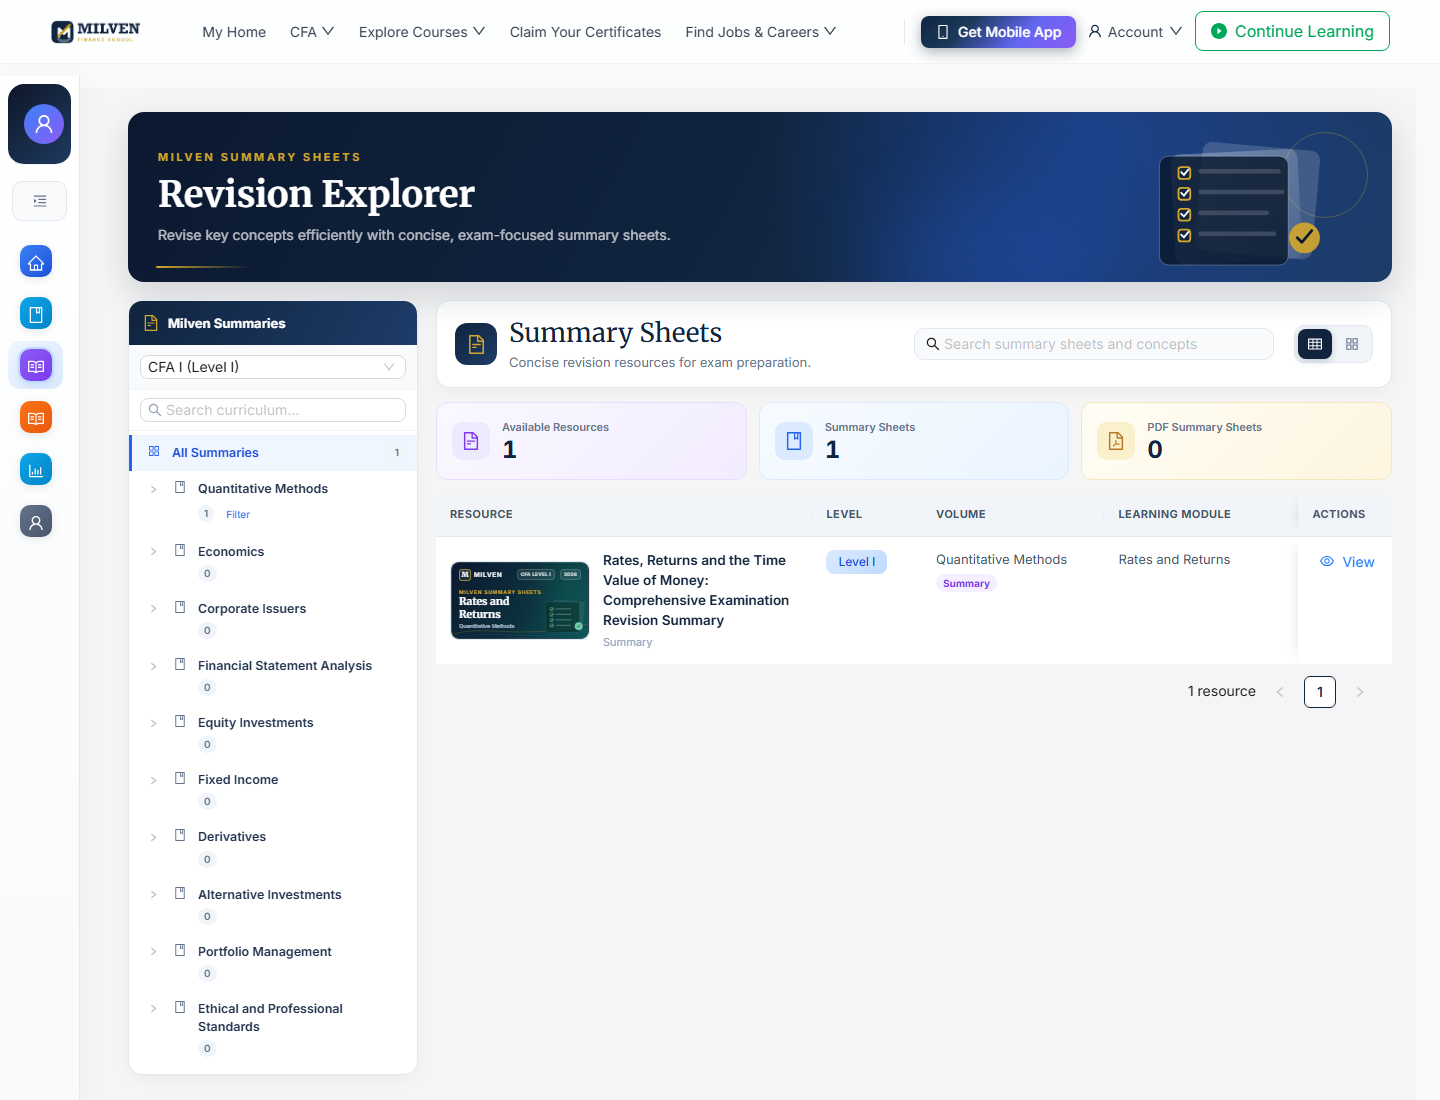 MILVEN
FINANCE SCHOOL
My Home
CFA
Explore Courses
Claim Your Certificates
Find Jobs & Careers
Get Mobile App
Account
Continue Learning
MILVEN SUMMARY SHEETS
Revision Explorer
Revise key concepts efficiently with concise, exam-focused summary sheets.
Milven Summaries
CFA I (Level I)
Search curriculum...
All Summaries 1
Quantitative Methods
1 Filter
Economics
0
Corporate Issuers
0
Financial Statement Analysis
0
Equity Investments
0
Fixed Income
0
Derivatives
0
Alternative Investments
0
Portfolio Management
0
Ethical and Professional
Standards
0
Summary Sheets
Concise revision resources for exam preparation.
Search summary sheets and concepts
Available Resources
1
Summary Sheets
1
PDF Summary Sheets
0
RESOURCE LEVEL VOLUME LEARNING MODULE ACTIONS
M MILVEN CFA LEVEL I 2026
MILVEN SUMMARY SHEETS
Rates and
Returns
Quantitative Methods
Rates, Returns and the Time
Value of Money:
Comprehensive Examination
Revision Summary
Summary
Level I
Quantitative Methods
Summary
Rates and Returns
View
1 resource
1